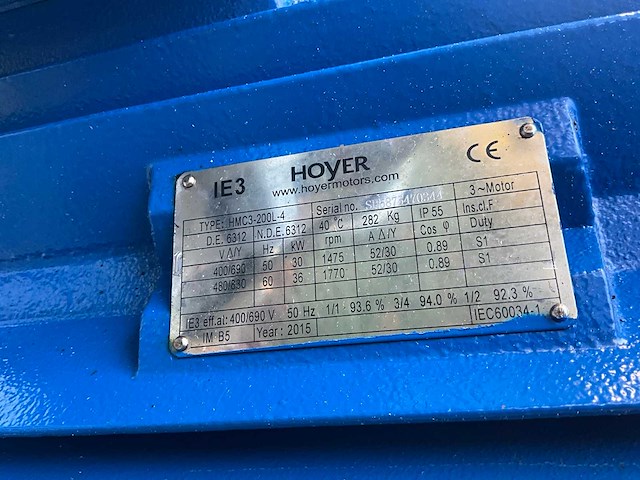 IE3 HOYER CE
www.hoyermotors.com
TYPE: HMC3-200L-4 Serial no. 3~Motor
D.E. 6312 N.D.E.6312 40 °C 282 Kg IP 55 Ins.cl.F
V Δ/Y Hz kW rpm A Δ/Y Cos φ Duty
400/690 50 30 1475 52/30 0.89 S1
480/830 60 36 1770 52/30 0.89 S1
IE3 eff.at: 400/690 V 50 Hz 1/1 93.6 % 3/4 94.0 % 1/2 92.3 %
IM B5 Year: 2015 IEC60034-1